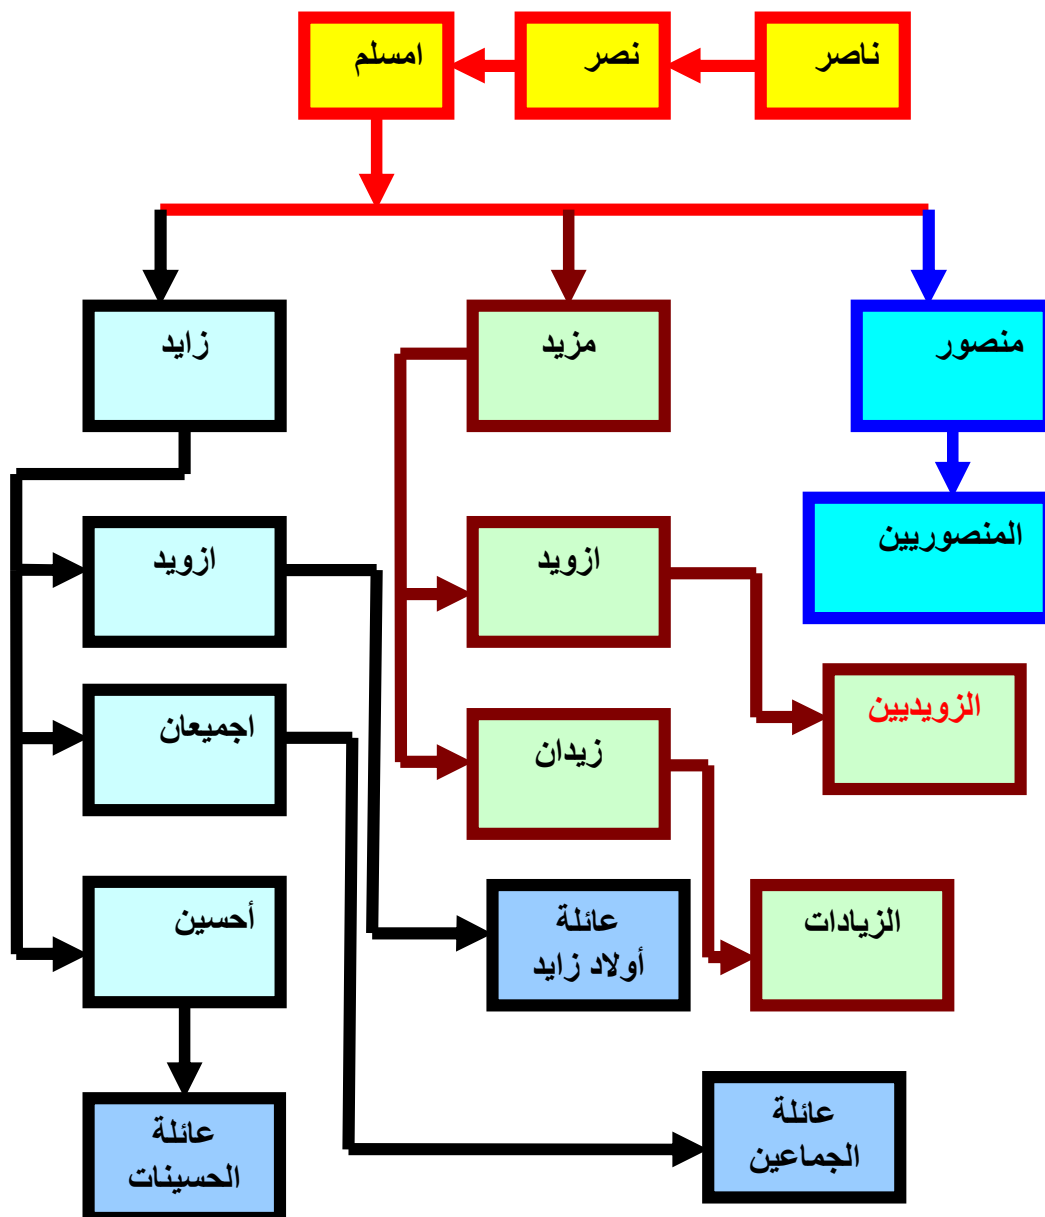 ناصر
نصر
امسلم
منصور
مزيد
زايد
المنصوريين
ازويد
ازويد
الزويديين
اجميعان
زيدان
الزيادات
عائلة
أولاد زايد
أحسين
عائلة
الجماعين
عائلة
الحسينات